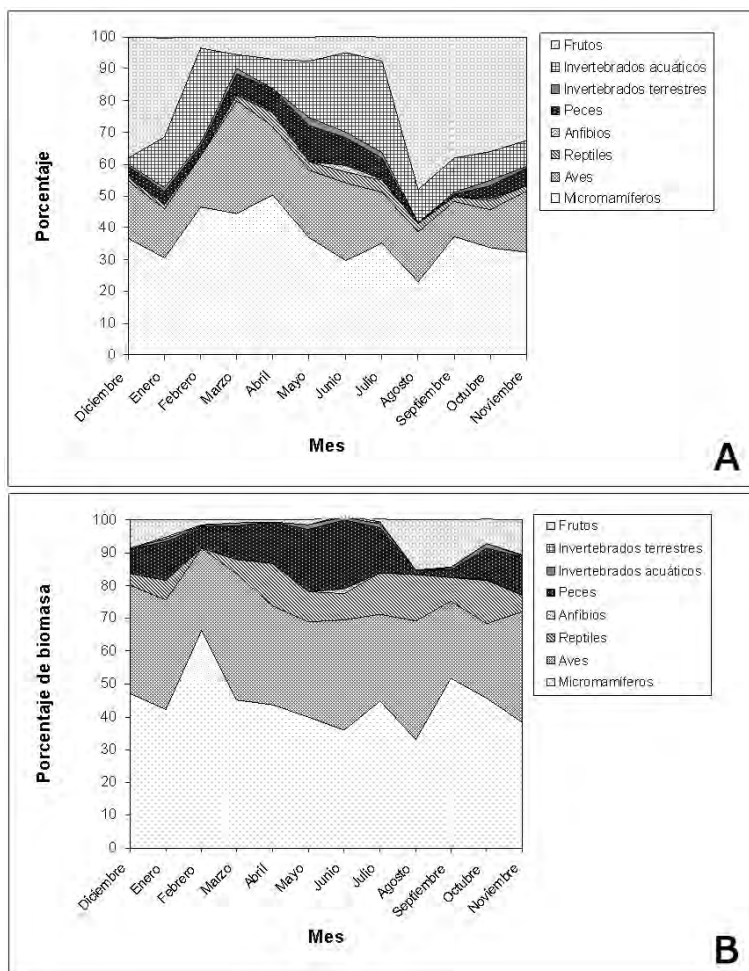 100
90
80
70
60
50
40
30
20
10
0
Porcentaje
Diciembre
Enero
Febrero
Marzo
Abril
Mayo
Junio
Julio
Agosto
Septiembre
Octubre
Noviembre
Mes
Frutos
Invertebrados acuáticos
Invertebrados terrestres
Peces
Anfibios
Reptiles
Aves
Micromamíferos
A
100
90
80
70
60
50
40
30
20
10
0
Porcentaje de biomasa
Diciembre
Enero
Febrero
Marzo
Abril
Mayo
Junio
Julio
Agosto
Septiembre
Octubre
Noviembre
Mes
Frutos
Invertebrados terrestres
Invertebrados acuáticos
Peces
Anfibios
Reptiles
Aves
Micromamíferos
B